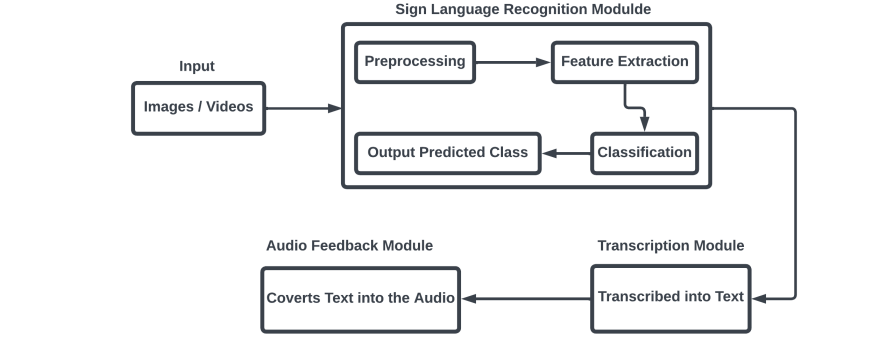 Sign Language Recognition Modulde
Input
Images / Videos
Preprocessing
Feature Extraction
Output Predicted Class
Classification
Audio Feedback Module
Transcription Module
Coverts Text into the Audio
Transcribed into Text